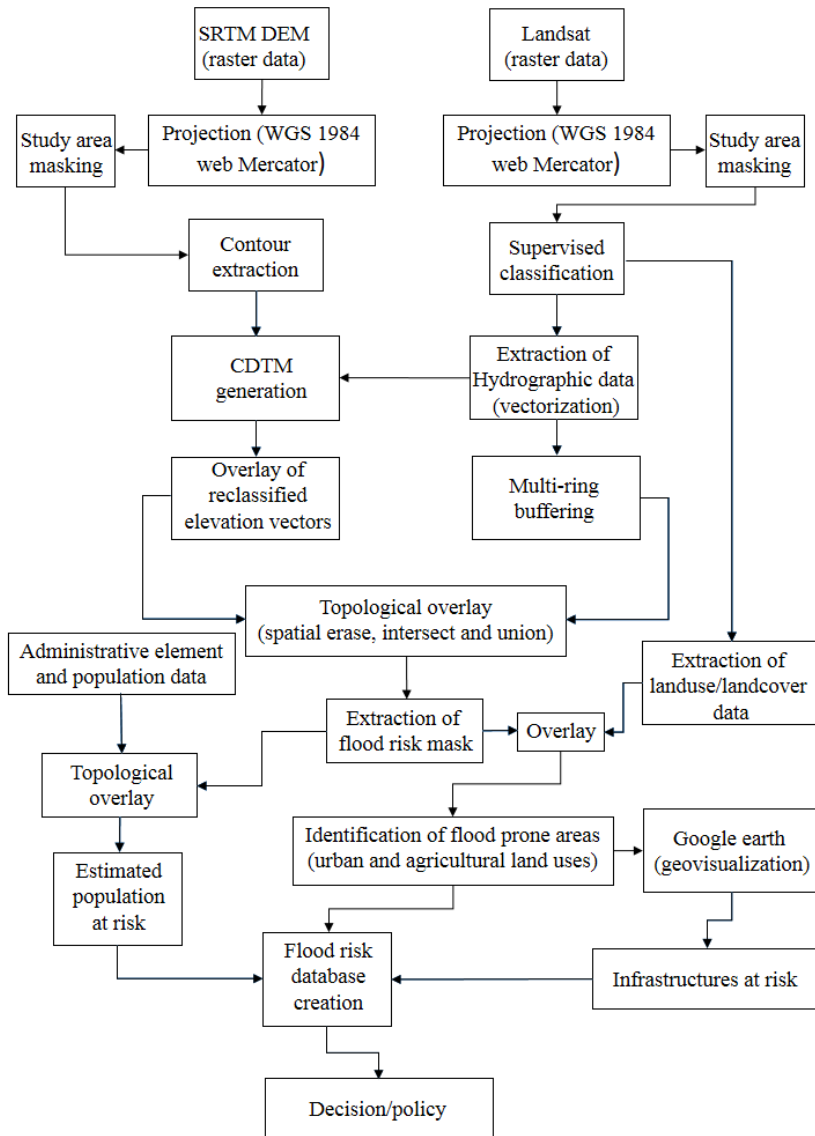 SRTM DEM
(raster data)
Landsat
(raster data)
Study area
masking
Projection (WGS 1984
web Mercator)
Projection (WGS 1984
web Mercator)
Study area
masking
Contour
extraction
Supervised
classification
CDTM
generation
Extraction of
Hydrographic data
(vectorization)
Overlay of
reclassified
elevation vectors
Multi-ring
buffering
Topological overlay
(spatial erase, intersect and union)
Administrative element
and population data
Extraction of
landuse/landcover
data
Extraction of
flood risk mask
Overlay
Topological
overlay
Identification of flood prone areas
(urban and agricultural land uses)
Google earth
(geovisualization)
Estimated
population
at risk
Flood risk
database
creation
Infrastructures at risk
Decision/policy